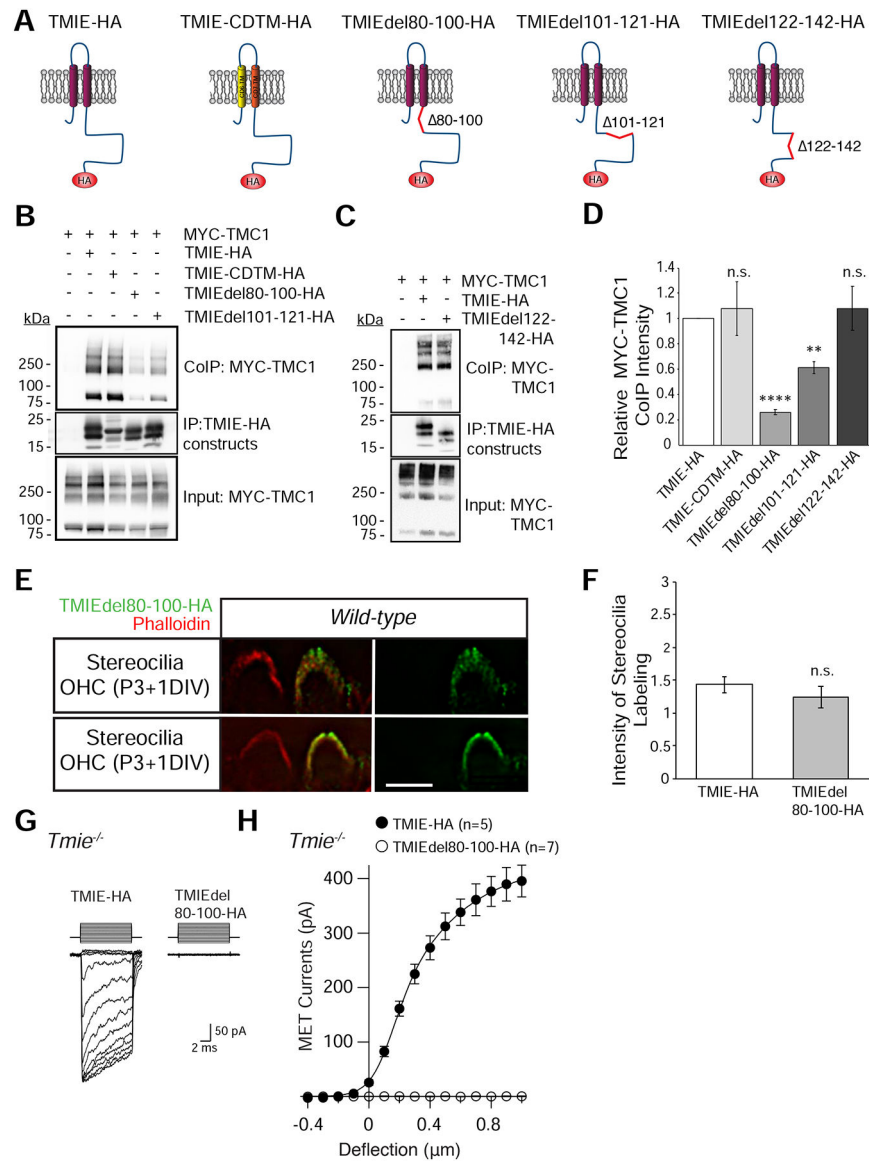 A
TMIE-HA TMIE-CDTM-HA TMIEdel80-100-HA TMIEdel101-121-HA TMIEdel122-142-HA
CD8 TM CD7 TM
Δ80-100 Δ101-121 Δ122-142
HA HA HA HA HA
B
+ + + + + MYC-TMC1
- + - - - TMIE-HA
- - + - - TMIE-CDTM-HA
- - - + - TMIEdel80-100-HA
- - - - + TMIEdel101-121-HA
kDa
250 -
100 -
75 -
CoIP: MYC-TMC1
25 -
15 -
IP:TMIE-HA
constructs
250 -
100 -
75 -
Input: MYC-TMC1
C
+ + + MYC-TMC1
- + - TMIE-HA
- - + TMIEdel122-
142-HA
kDa
250 -
100 -
75 -
CoIP: MYC-
TMC1
25 -
15 -
IP:TMIE-HA
constructs
250 -
100 -
75 -
Input: MYC-
TMC1
D
Relative MYC-TMC1
CoIP Intensity
1.4
1.2
1
0.8
0.6
0.4
0.2
0
n.s. **** ** n.s.
TMIE-HA
TMIE-CDTM-HA
TMIEdel80-100-HA
TMIEdel101-121-HA
TMIEdel122-142-HA
E
TMIEdel80-100-HA
Phalloidin
Wild-type
Stereocilia
OHC (P3+1DIV)
Stereocilia
OHC (P3+1DIV)
F
Intensity of Stereocilia
Labeling
3
2.5
2
1.5
1
0.5
0
n.s.
TMIE-HA
TMIEdel
80-100-HA
G
Tmie-/-
TMIE-HA
TMIEdel
80-100-HA
50 pA
2 ms
H
Tmie-/-
TMIE-HA (n=5)
TMIEdel80-100-HA (n=7)
MET Currents (pA)
400
300
200
100
-0.4 0 0.4 0.8
Deflection (µm)